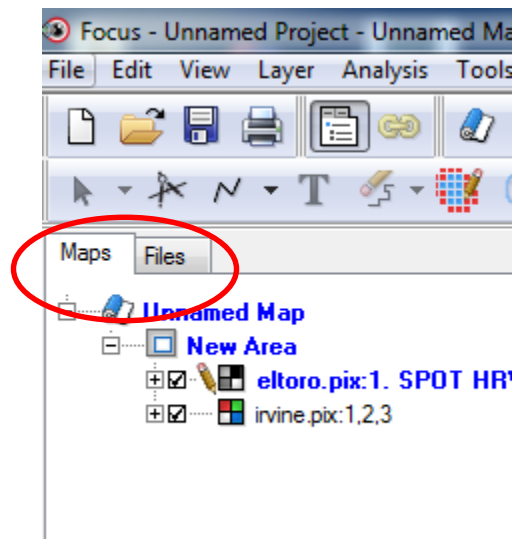 Focus - Unnamed Project - Unnamed Ma
File Edit View Layer Analysis Tools
Maps Files
Unnamed Map
New Area
eltoro.pix:1. SPOT HRV
irvine.pix:1,2,3